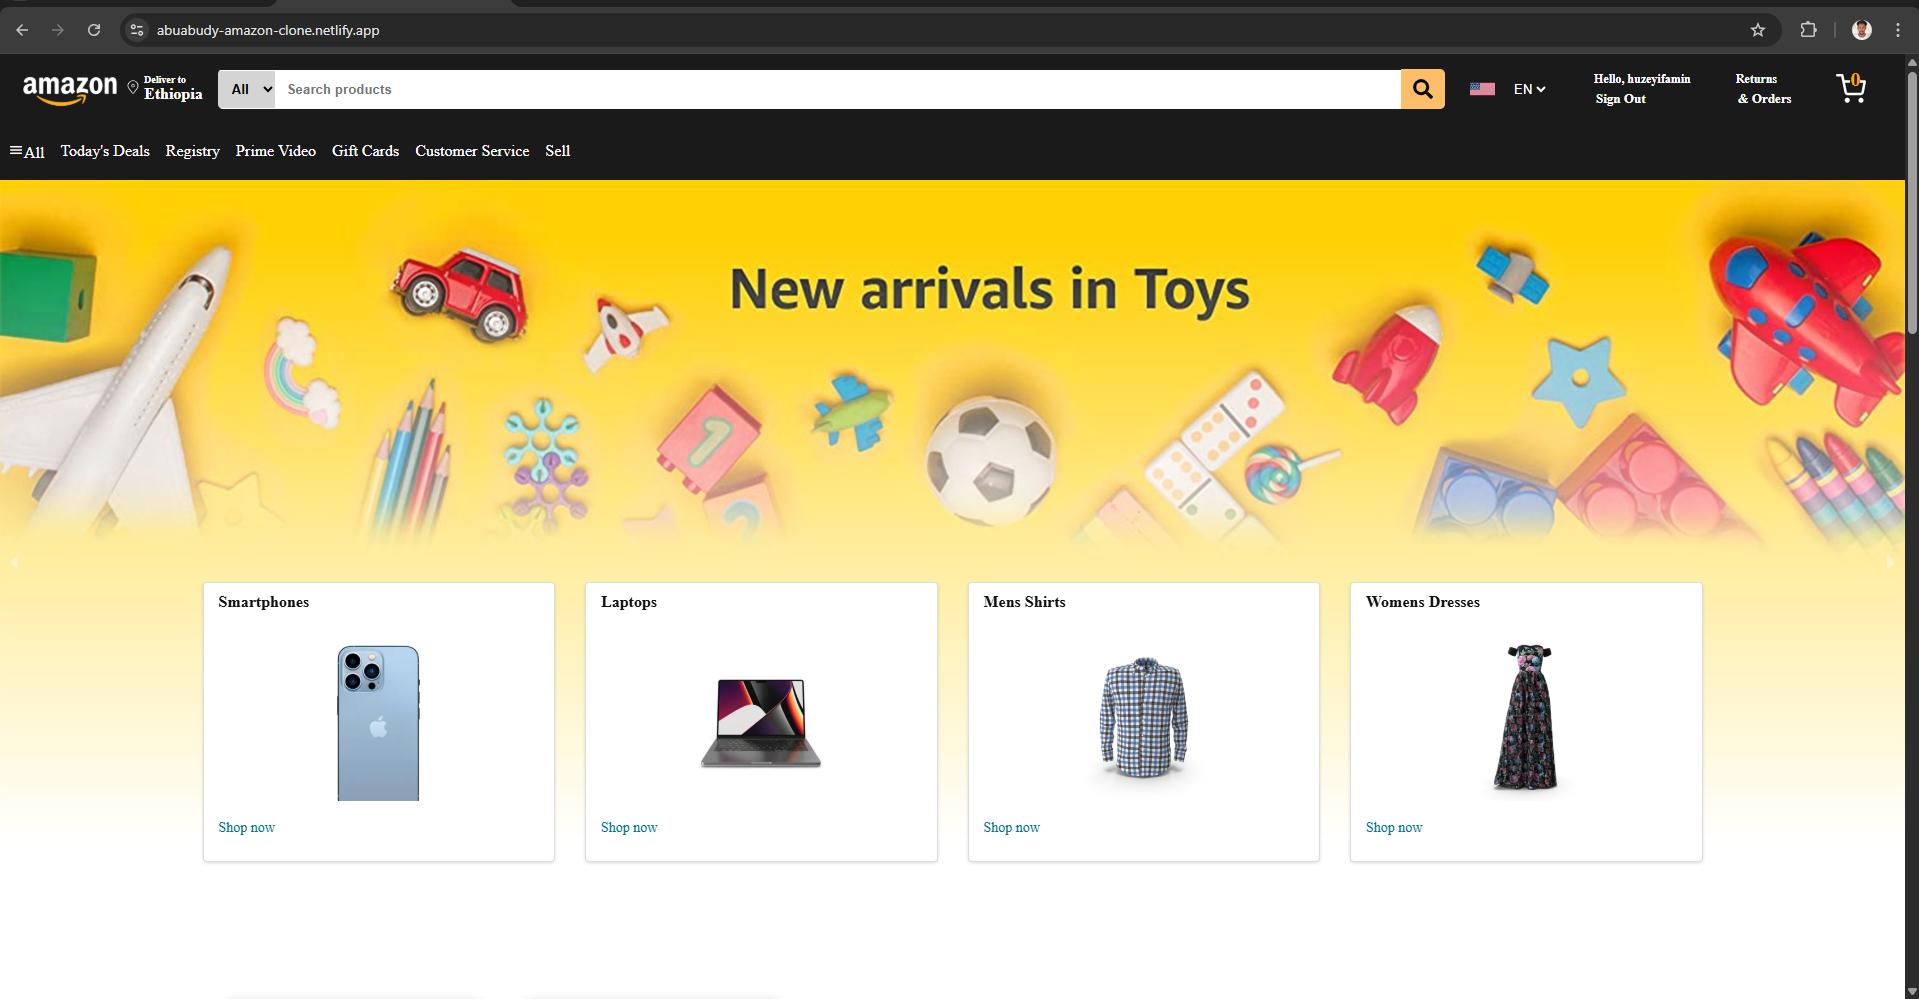 abuabudy-amazon-clone.netlify.app
amazon
Deliver to
Ethiopia
All
Search products
EN
Hello, huzeyifamin
Sign Out
Returns
& Orders
0
All Today's Deals Registry Prime Video Gift Cards Customer Service Sell
New arrivals in Toys
1
2
Smartphones
Shop now
Laptops
Shop now
Mens Shirts
Shop now
Womens Dresses
Shop now